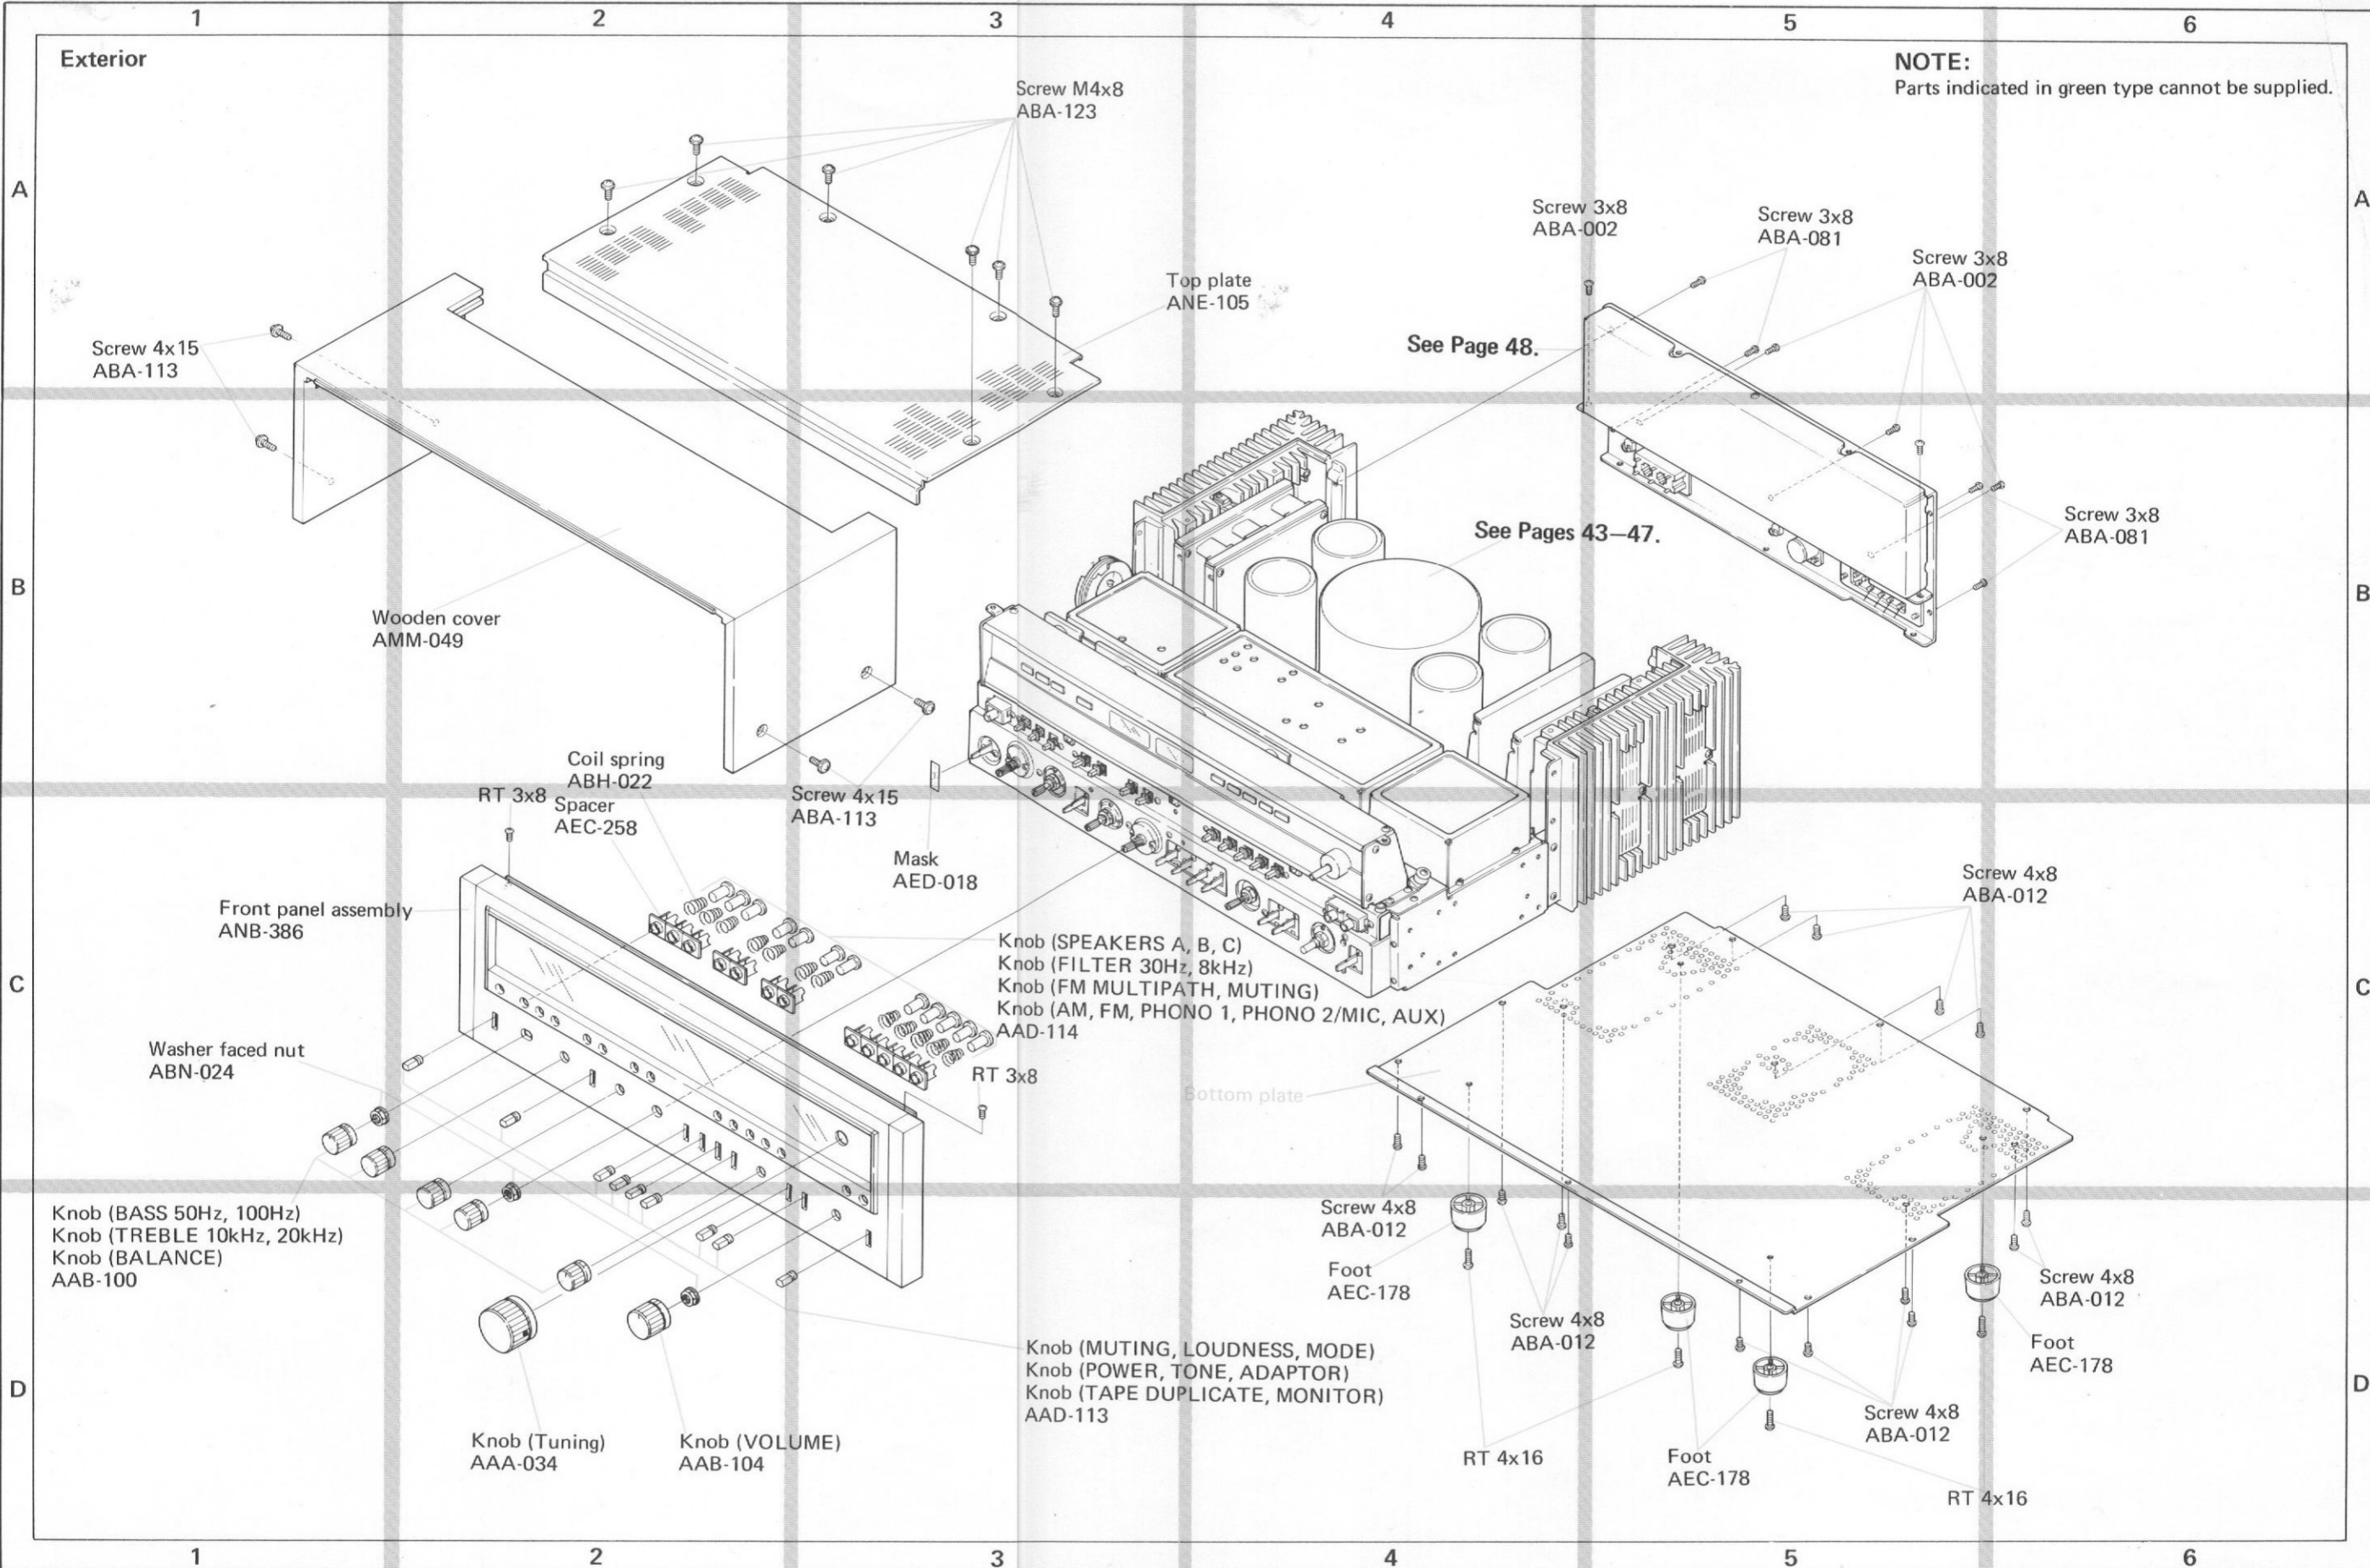 1 2 3 4 5 6
Exterior
NOTE:
Parts indicated in green type cannot be supplied.
Screw M4x8
ABA-123
A
A
Screw 3x8
ABA-002
Screw 3x8
ABA-081
Screw 3x8
ABA-002
Top plate
ANE-105
See Page 48.
Screw 4x15
ABA-113
Screw 3x8
ABA-081
See Pages 43–47.
B
B
Wooden cover
AMM-049
Coil spring
ABH-022
RT 3x8
Spacer
AEC-258
Screw 4x15
ABA-113
Mask
AED-018
Screw 4x8
ABA-012
Front panel assembly
ANB-386
Knob (SPEAKERS A, B, C)
Knob (FILTER 30Hz, 8kHz)
Knob (FM MULTIPATH, MUTING)
Knob (AM, FM, PHONO 1, PHONO 2/MIC, AUX)
AAD-114
C
C
Washer faced nut
ABN-024
RT 3x8
Bottom plate
Knob (BASS 50Hz, 100Hz)
Knob (TREBLE 10kHz, 20kHz)
Knob (BALANCE)
AAB-100
Screw 4x8
ABA-012
Foot
AEC-178
Screw 4x8
ABA-012
Screw 4x8
ABA-012
Foot
AEC-178
Knob (MUTING, LOUDNESS, MODE)
Knob (POWER, TONE, ADAPTOR)
Knob (TAPE DUPLICATE, MONITOR)
AAD-113
D
D
Screw 4x8
ABA-012
Knob (Tuning)
AAA-034
Knob (VOLUME)
AAB-104
RT 4x16
Foot
AEC-178
RT 4x16
1 2 3 4 5 6